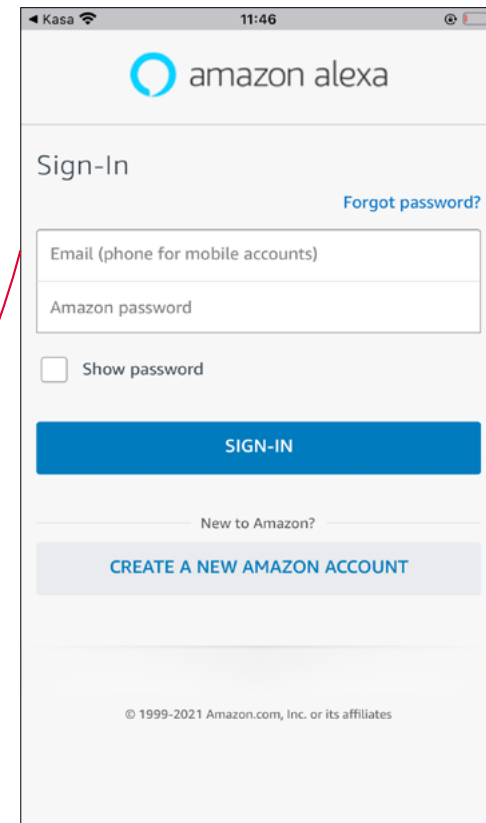 ◀ Kasa 11:46
amazon alexa
Sign-In
Forgot password?
Email (phone for mobile accounts)
Amazon password
Show password
SIGN-IN
New to Amazon?
CREATE A NEW AMAZON ACCOUNT
© 1999-2021 Amazon.com, Inc. or its affiliates